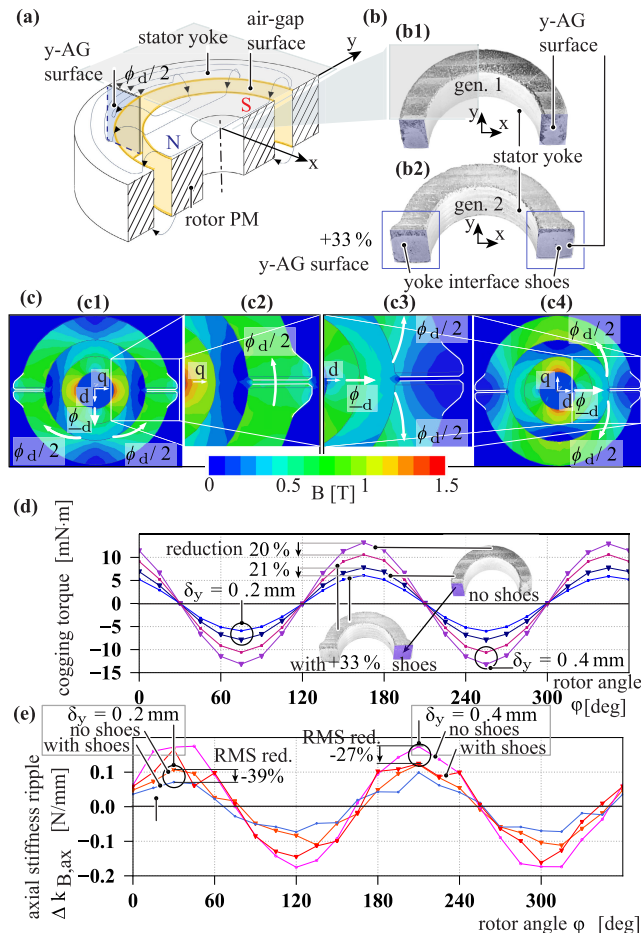 (a)
y-AG
surface
stator yoke
air-gap
surface
y
ϕd/2
S
N
x
rotor PM
(b)
(b1)
y-AG
surface
gen. 1
y
x
stator yoke
(b2)
gen. 2
y
x
+33 %
y-AG surface
yoke interface shoes
(c)
(c1)
(c2)
(c3)
(c4)
q
d
ϕd
ϕd/2
ϕd/2
q
ϕd/2
d
ϕd
ϕd/2
ϕd/2
q
d
ϕd
ϕd/2
ϕd/2
0 0.5 1 1.5
B [T]
(d)
cogging torque [mN·m]
10
5
0
−5
−10
−15
reduction 20 %
21 %
δy = 0.2 mm
no shoes
with +33 % shoes
δy = 0.4 mm
0 60 120 180 240 300
rotor angle
φ [deg]
(e)
axial stiffness ripple
Δ kB,ax [N/mm]
0.1
0.0
-0.1
-0.2
δy = 0.2 mm
no shoes
with shoes
RMS red.
-39%
RMS red.
-27%
δy = 0.4 mm
no shoes
with shoes
0 60 120 180 240 300
rotor angle φ [deg]